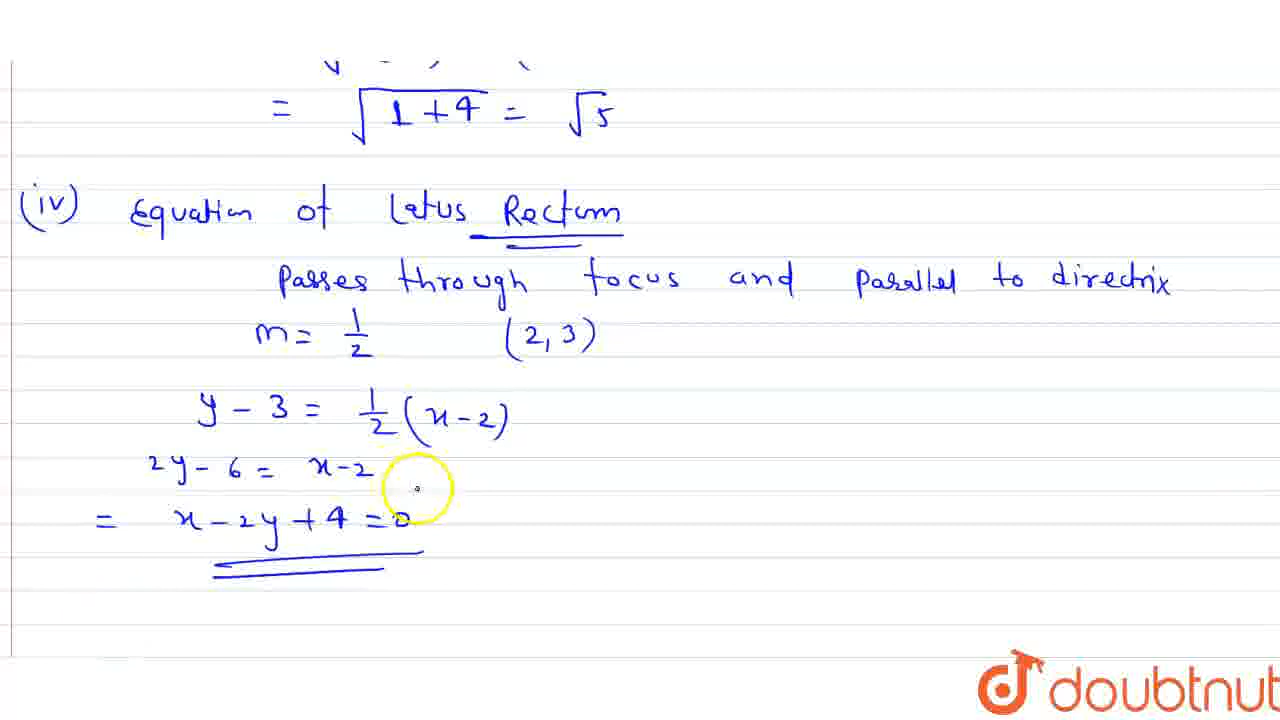 = √1+4 = √5
(iv) Equation of Latus Rectum
Passes through focus and parallel to directrix
m = 1/2 (2, 3)
y - 3 = 1/2 (x - 2)
2y - 6 = x - 2
= x - 2y + 4 = 0
doubtnut